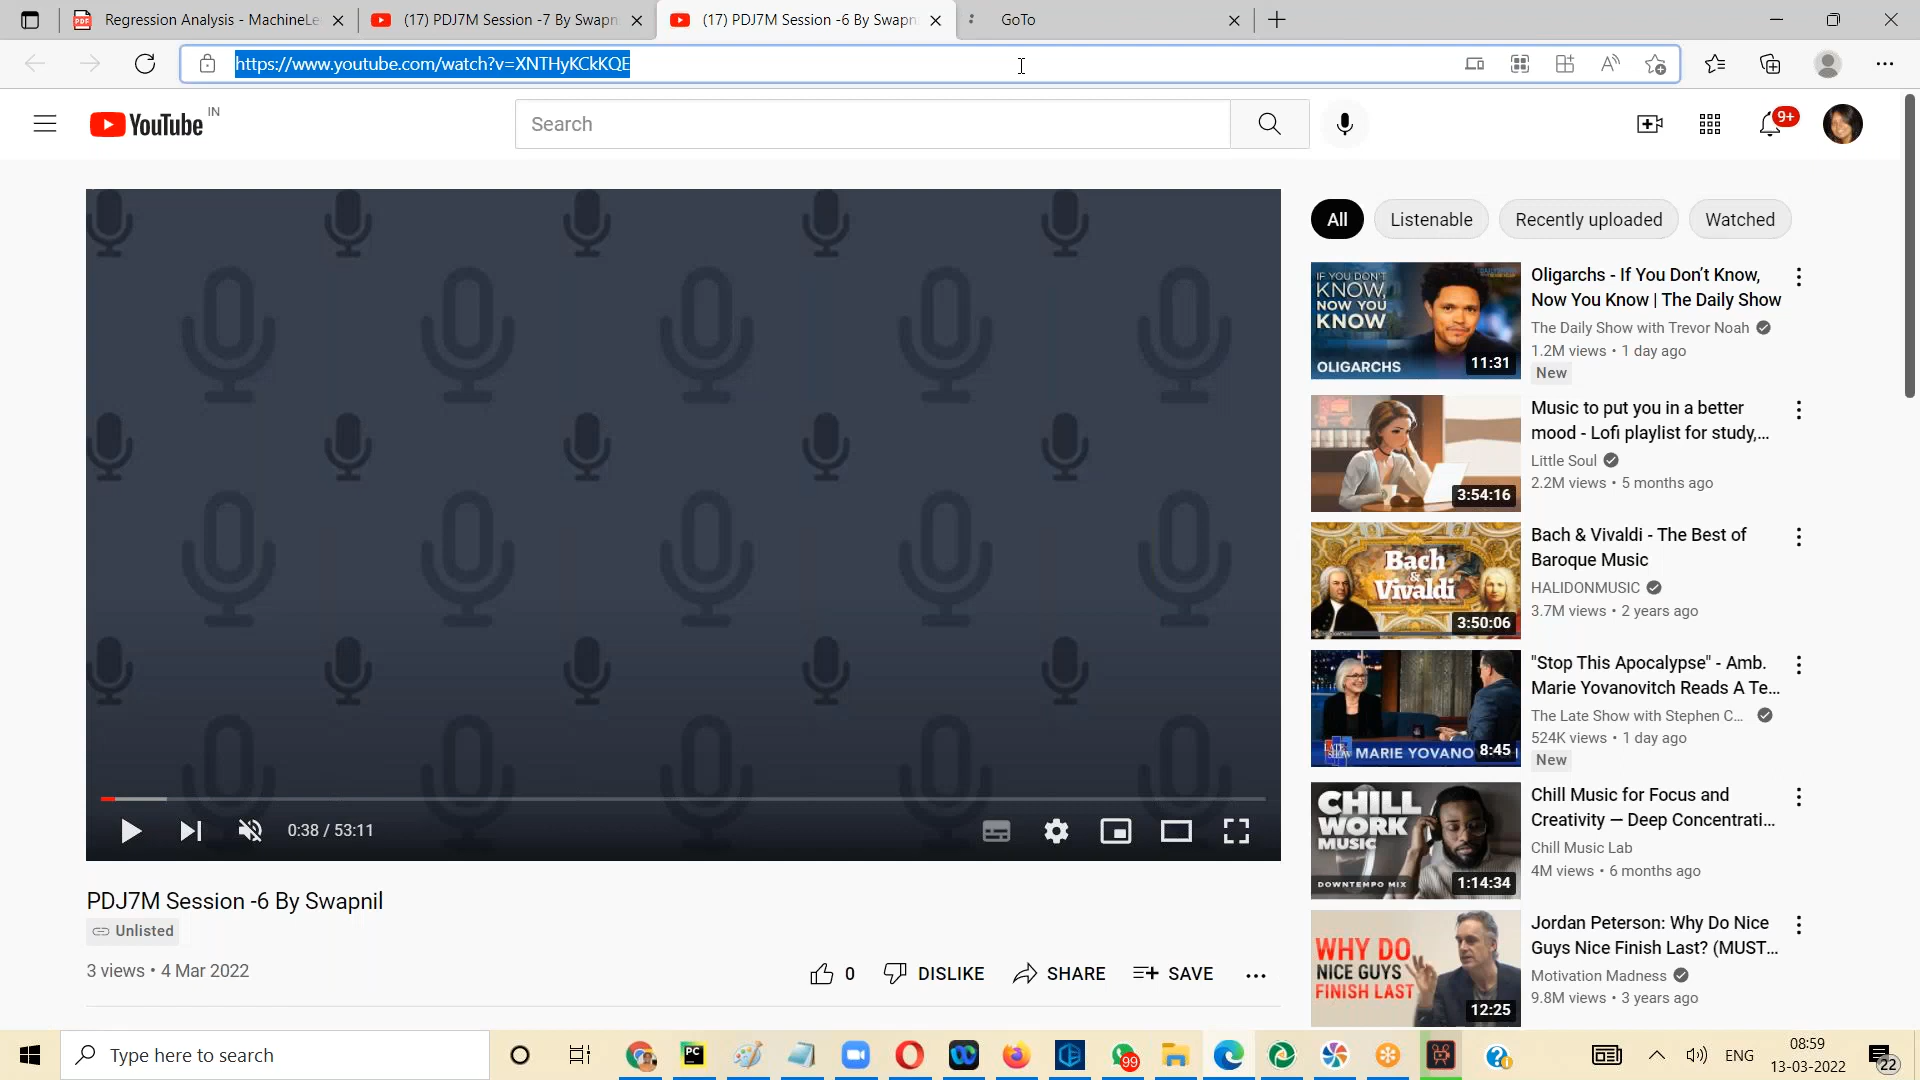 Regression Analysis - MachineLe
(17) PDJ7M Session -7 By Swapn
(17) PDJ7M Session -6 By Swapn
GoTo
https://www.youtube.com/watch?v=XNTHyKCkKQE
YouTube IN
Search
9+
All
Listenable
Recently uploaded
Watched
IF YOU DON'T
KNOW,
NOW YOU
KNOW
OLIGARCHS
11:31
Oligarchs - If You Don't Know,
Now You Know | The Daily Show
The Daily Show with Trevor Noah
1.2M views • 1 day ago
New
3:54:16
Music to put you in a better
mood - Lofi playlist for study,...
Little Soul
2.2M views • 5 months ago
Bach
&
Vivaldi
3:50:06
Bach & Vivaldi - The Best of
Baroque Music
HALIDONMUSIC
3.7M views • 2 years ago
LATE
SHOW
MARIE YOVANO
8:45
"Stop This Apocalypse" - Amb.
Marie Yovanovitch Reads A Te...
The Late Show with Stephen C...
524K views • 1 day ago
New
CHILL
WORK
MUSIC
DOWNTEMPO MIX
1:14:34
Chill Music for Focus and
Creativity — Deep Concentrati...
Chill Music Lab
4M views • 6 months ago
WHY DO
NICE GUYS
FINISH LAST
12:25
Jordan Peterson: Why Do Nice
Guys Nice Finish Last? (MUST...
Motivation Madness
9.8M views • 3 years ago
0:38 / 53:11
PDJ7M Session -6 By Swapnil
Unlisted
3 views • 4 Mar 2022
0
DISLIKE
SHARE
SAVE
Type here to search
PC
99
ENG
08:59
13-03-2022
22